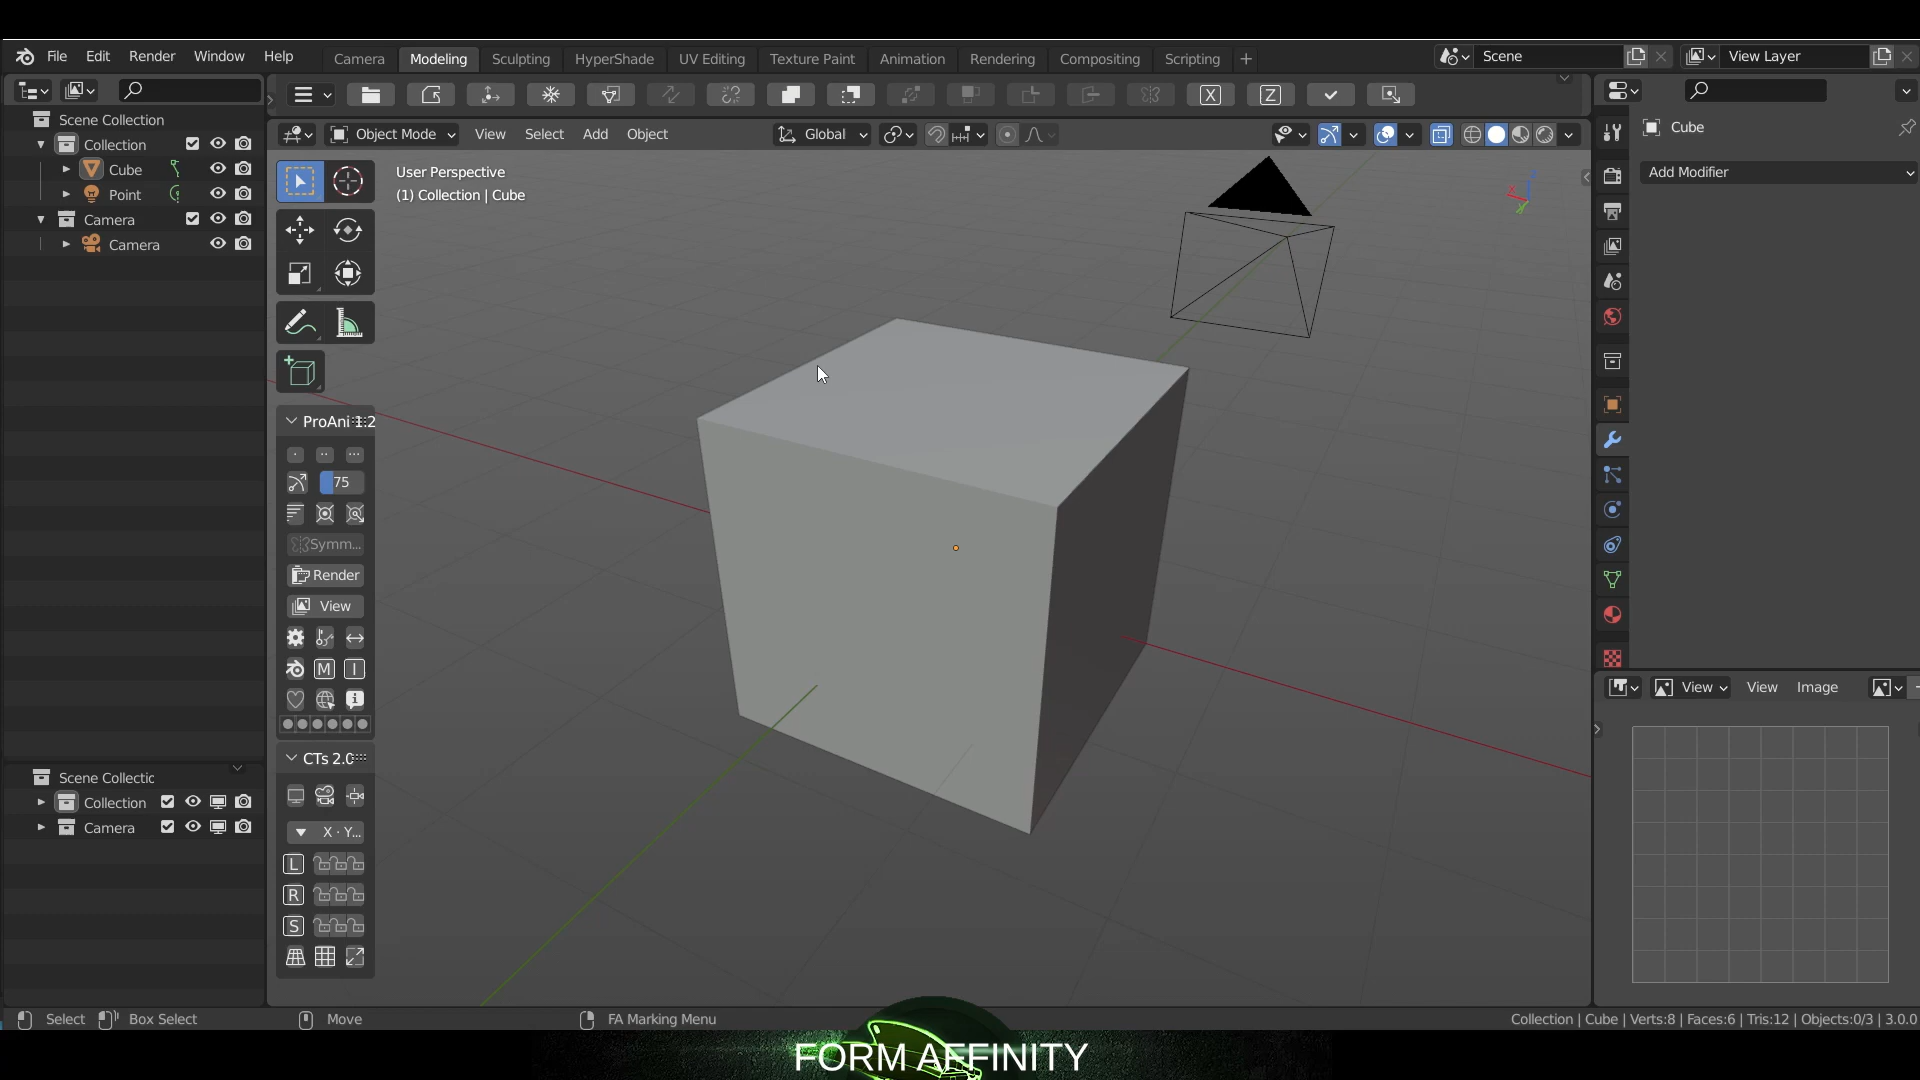 File Edit Render Window Help Camera Modeling Sculpting HyperShade UV Editing Texture Paint Animation Rendering Compositing Scripting + Scene View Layer
X Z
Scene Collection
Object Mode View Select Add Object Global
Cube
Collection
Cube
Add Modifier
Point
Camera
Camera
User Perspective
(1) Collection | Cube
X
Y
Z
ProAni 1.2
75
Symm...
Render
View
M I
View View Image
CTs 2.0
Scene Collectic
Collection
Camera
X · Y...
L
R
S
Select Box Select Move FA Marking Menu Collection | Cube | Verts:8 | Faces:6 | Tris:12 | Objects:0/3 | 3.0.0
FORM AFFINITY